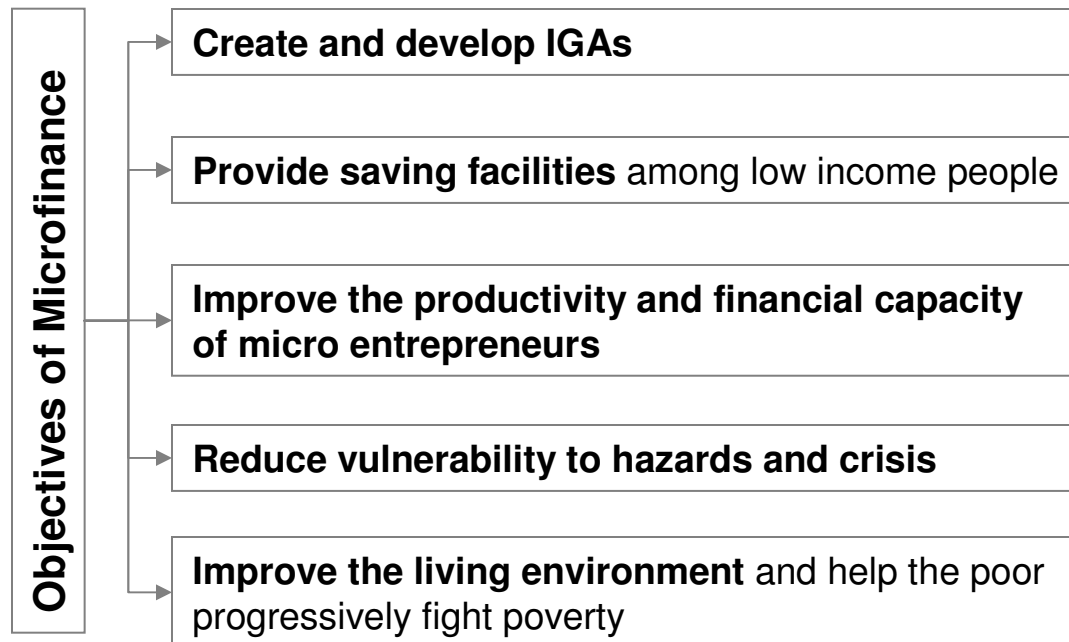 Objectives of Microfinance
Create and develop IGAs
Provide saving facilities among low income people
Improve the productivity and financial capacity
of micro entrepreneurs
Reduce vulnerability to hazards and crisis
Improve the living environment and help the poor
progressively fight poverty